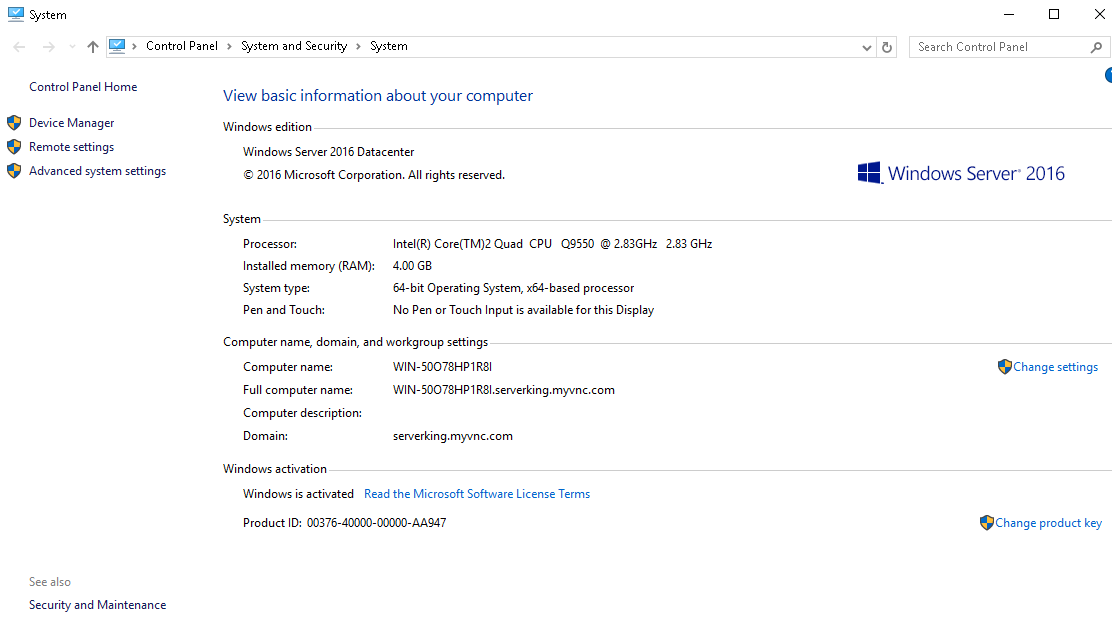 System
Control Panel > System and Security > System
Search Control Panel
Control Panel Home
Device Manager
Remote settings
Advanced system settings
View basic information about your computer
Windows edition
Windows Server 2016 Datacenter
© 2016 Microsoft Corporation. All rights reserved.
Windows Server® 2016
System
Processor: Intel(R) Core(TM)2 Quad CPU Q9550 @ 2.83GHz 2.83 GHz
Installed memory (RAM): 4.00 GB
System type: 64-bit Operating System, x64-based processor
Pen and Touch: No Pen or Touch Input is available for this Display
Computer name, domain, and workgroup settings
Computer name: WIN-50O78HP1R8I
Change settings
Full computer name: WIN-50O78HP1R8I.serverking.myvnc.com
Computer description:
Domain: serverking.myvnc.com
Windows activation
Windows is activated Read the Microsoft Software License Terms
Product ID: 00376-40000-00000-AA947
Change product key
See also
Security and Maintenance